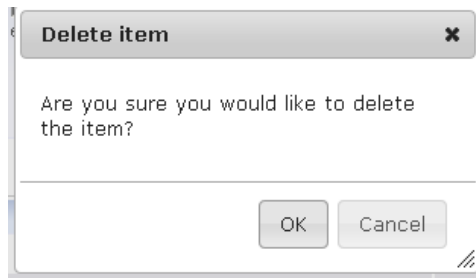 Delete item
Are you sure you would like to delete
the item?
OK
Cancel